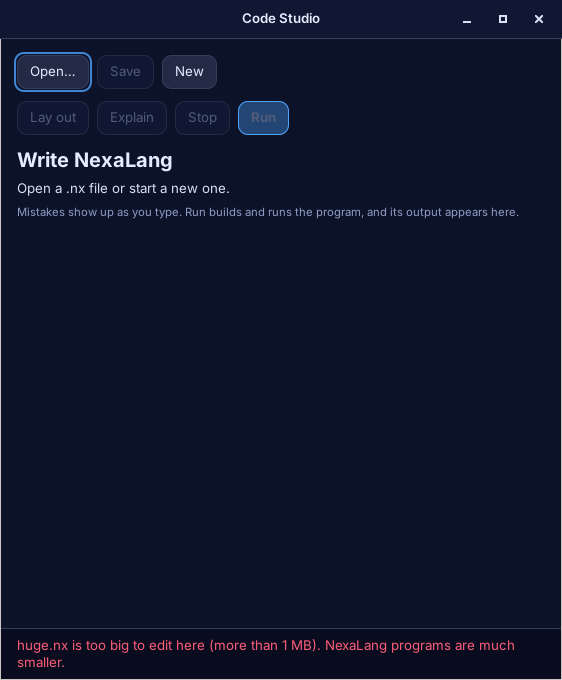 Code Studio
Open... Save New
Lay out Explain Stop Run
Write NexaLang
Open a .nx file or start a new one.
Mistakes show up as you type. Run builds and runs the program, and its output appears here.
huge.nx is too big to edit here (more than 1 MB). NexaLang programs are much
smaller.